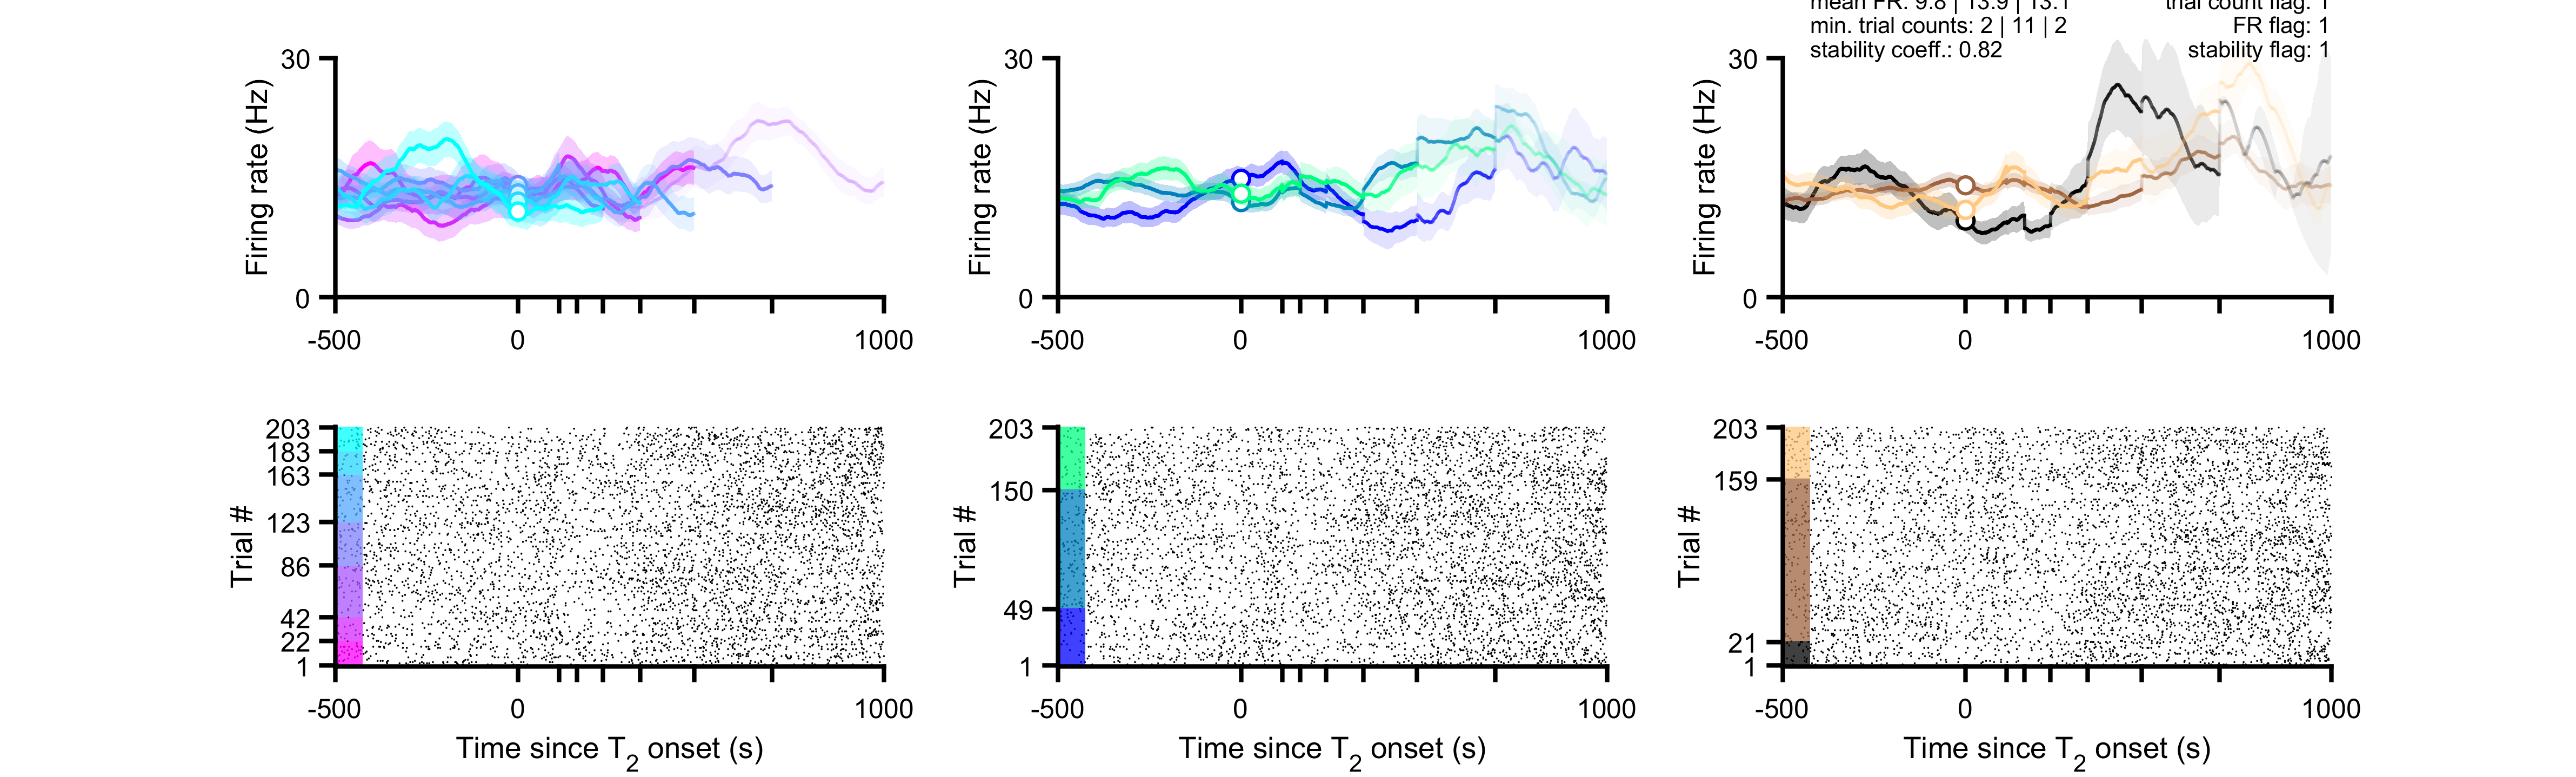 mean FR: 9.8 | 13.9 | 13.1 trial count flag: 1
min. trial counts: 2 | 11 | 2 FR flag: 1
stability coeff.: 0.82 stability flag: 1
30
Firing rate (Hz)
0
-500 0 1000
30
Firing rate (Hz)
0
-500 0 1000
30
Firing rate (Hz)
0
-500 0 1000
203
183
163
123
86
42
22
1
Trial #
-500 0 1000
Time since T2 onset (s)
203
150
49
1
Trial #
-500 0 1000
Time since T2 onset (s)
203
159
21
1
Trial #
-500 0 1000
Time since T2 onset (s)